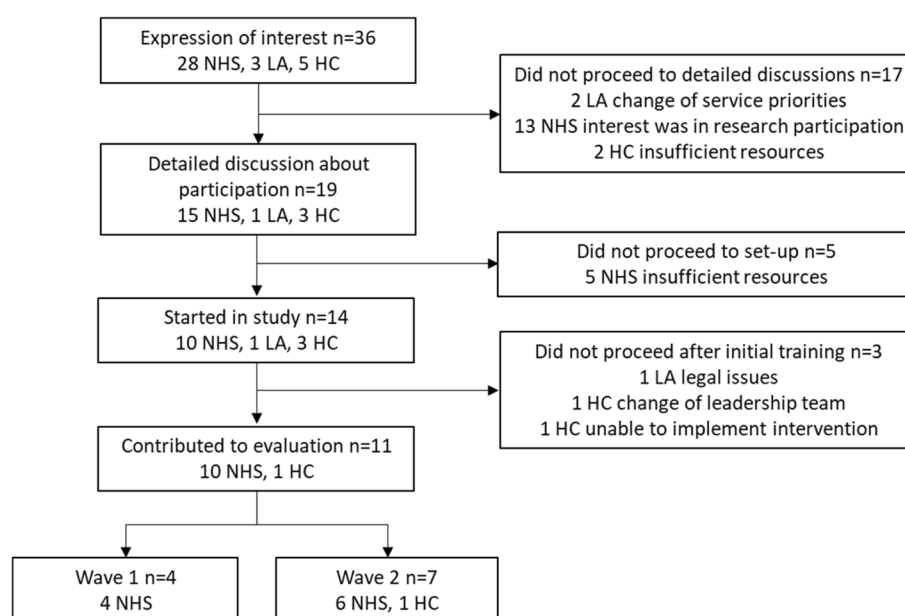 Expression of interest n=36
28 NHS, 3 LA, 5 HC
Did not proceed to detailed discussions n=17
2 LA change of service priorities
13 NHS interest was in research participation
2 HC insufficient resources
Detailed discussion about
participation n=19
15 NHS, 1 LA, 3 HC
Did not proceed to set-up n=5
5 NHS insufficient resources
Started in study n=14
10 NHS, 1 LA, 3 HC
Did not proceed after initial training n=3
1 LA legal issues
1 HC change of leadership team
1 HC unable to implement intervention
Contributed to evaluation n=11
10 NHS, 1 HC
Wave 1 n=4
4 NHS
Wave 2 n=7
6 NHS, 1 HC